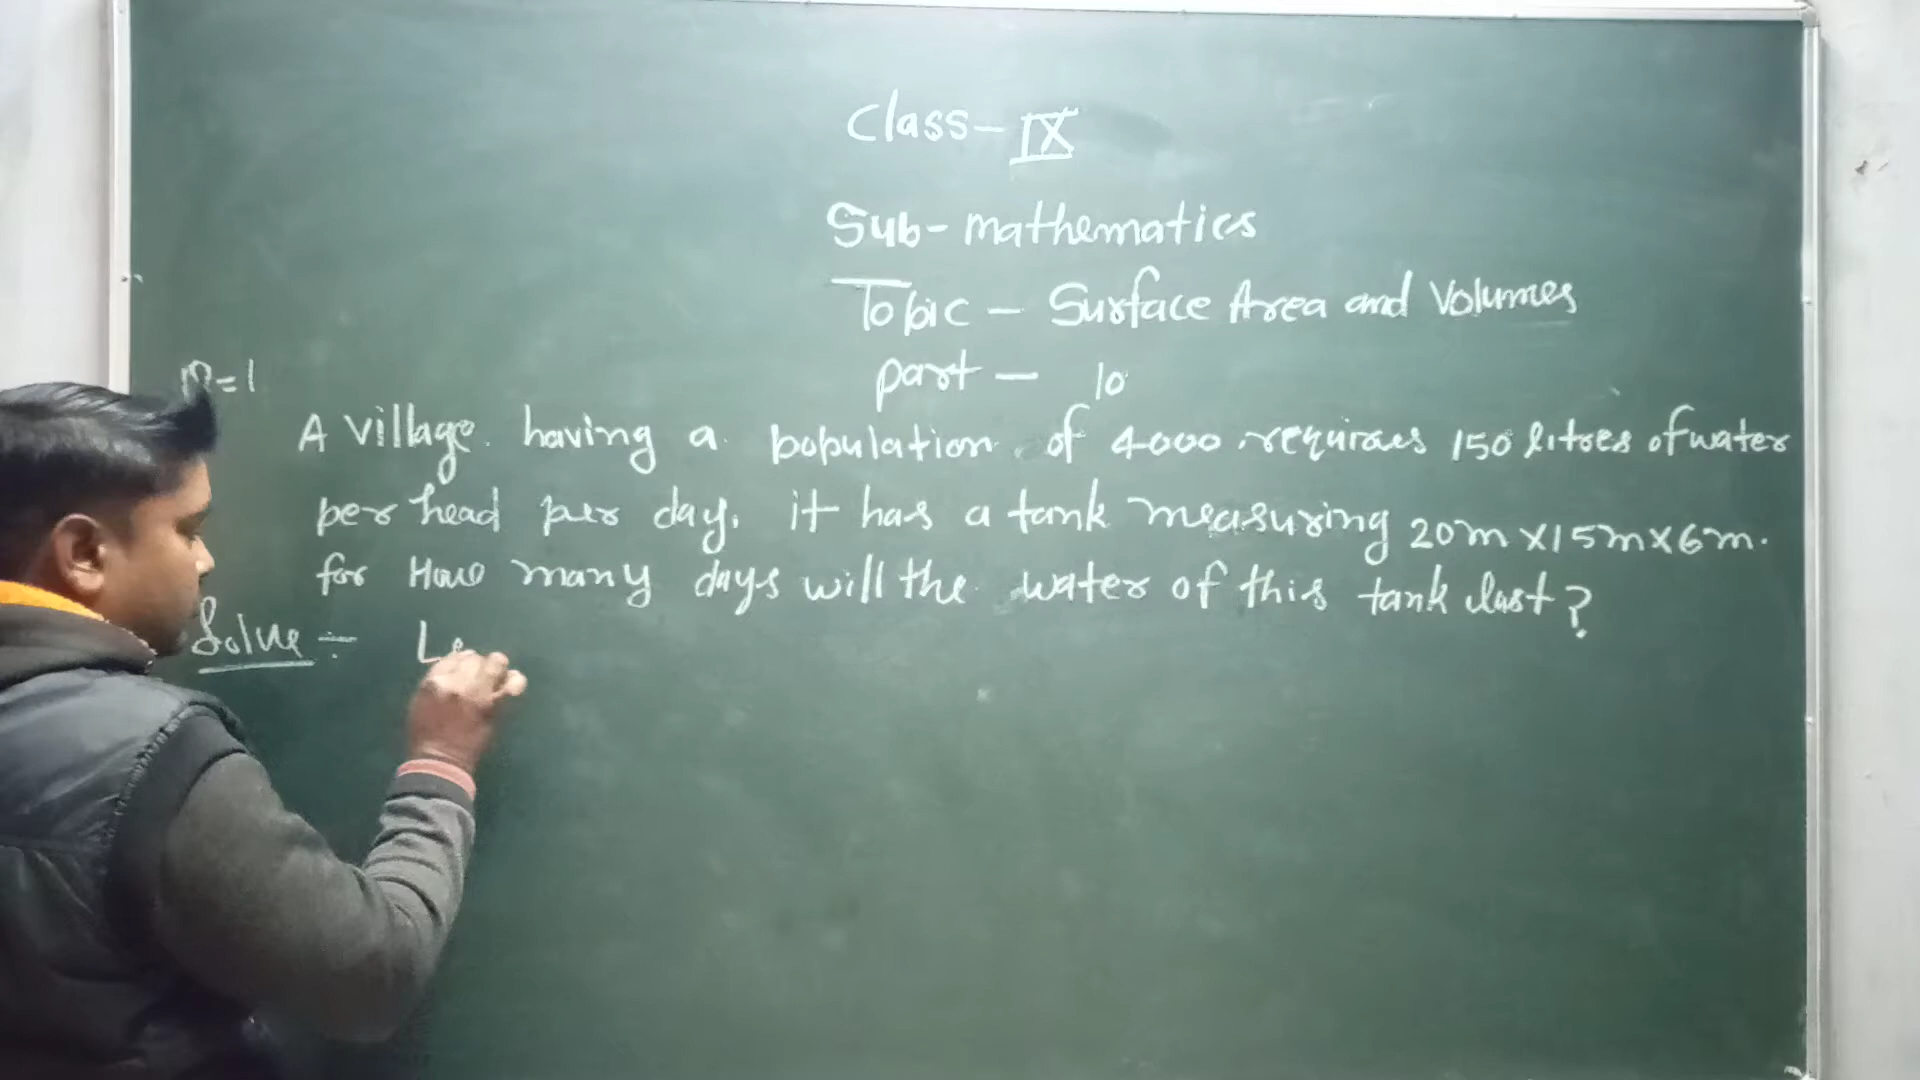 Class - IX
Sub - mathematics
Topic - Surface Area and Volumes
part - 10
=1
A village having a population of 4000 requires 150 litres of water
per head per day. it has a tank measuring 20m x 15m x 6m.
for How many days will the water of this tank last?
Solve :- Le